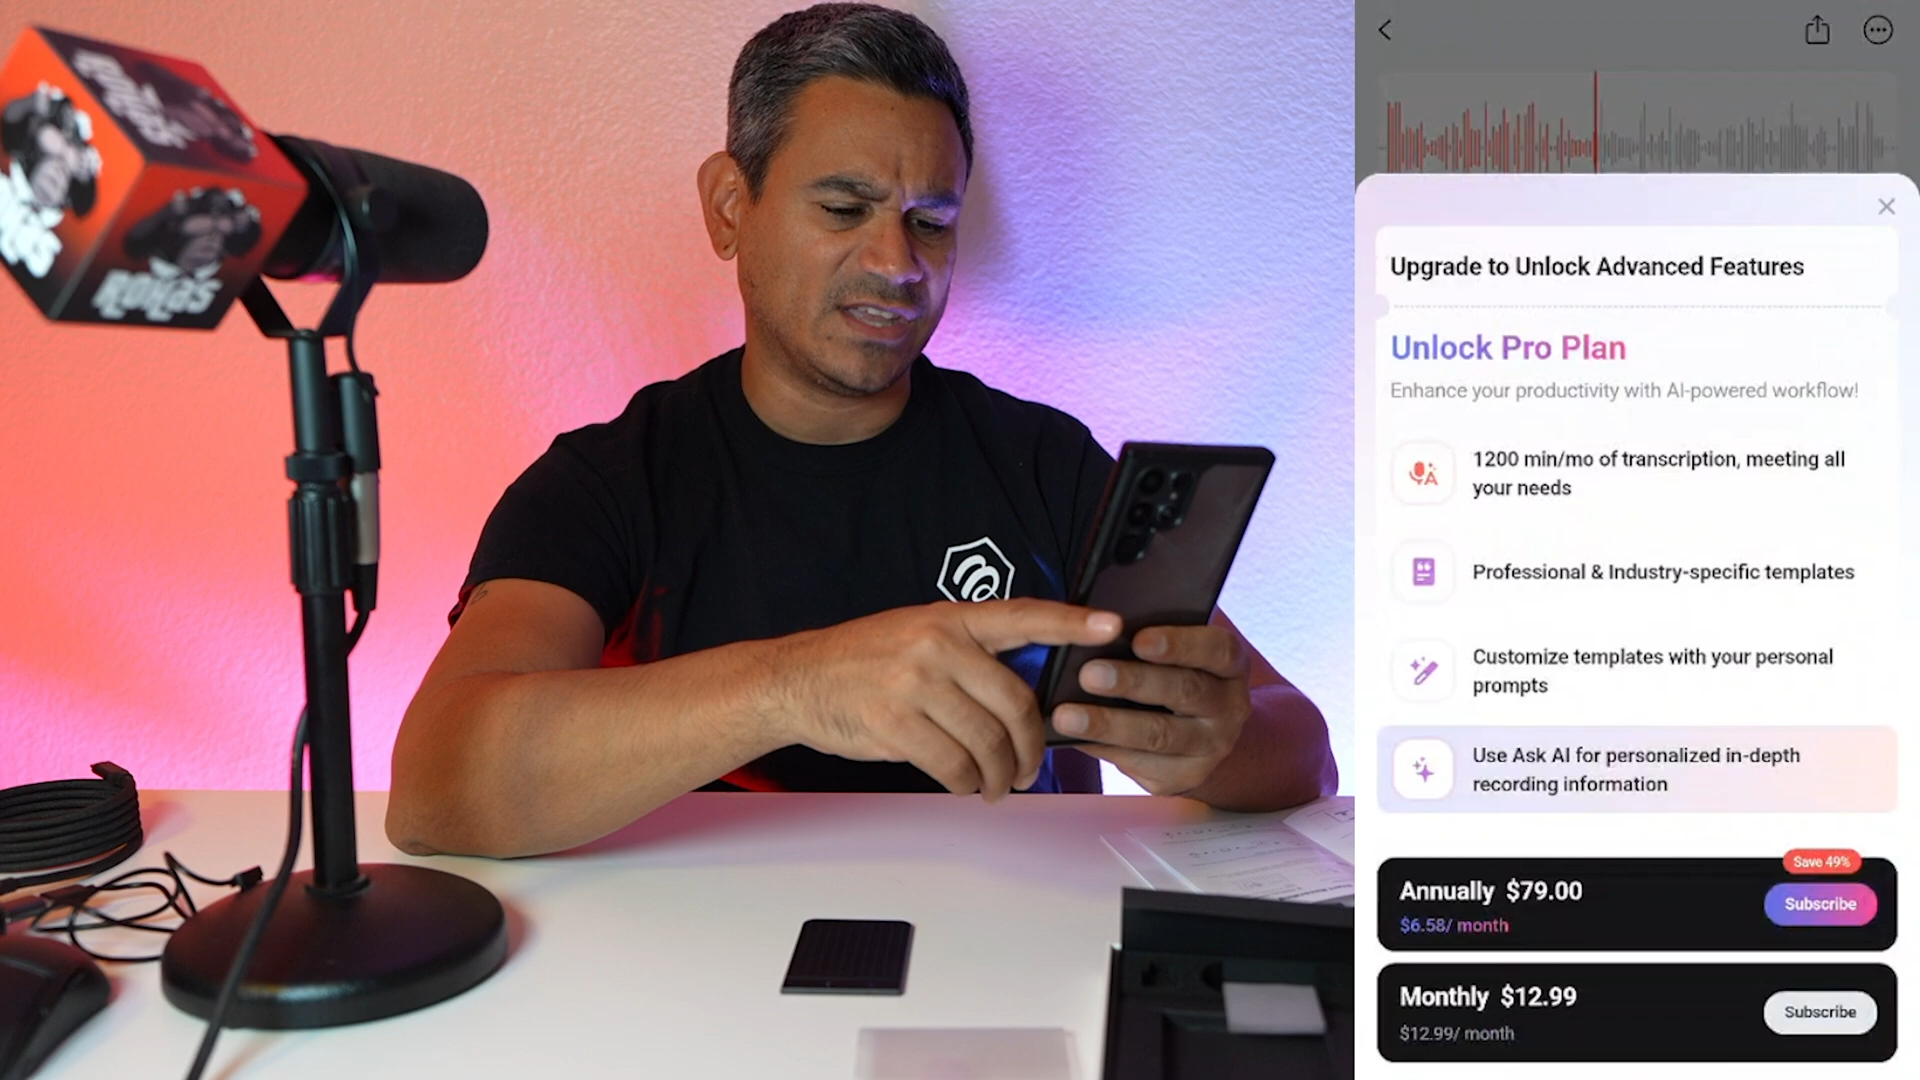 ROKAS
Upgrade to Unlock Advanced Features
Unlock Pro Plan
Enhance your productivity with AI-powered workflow!
1200 min/mo of transcription, meeting all
your needs
Professional & Industry-specific templates
Customize templates with your personal
prompts
Use Ask AI for personalized in-depth
recording information
Save 49%
Annually $79.00
Subscribe
$6.58/ month
Monthly $12.99
Subscribe
$12.99/ month